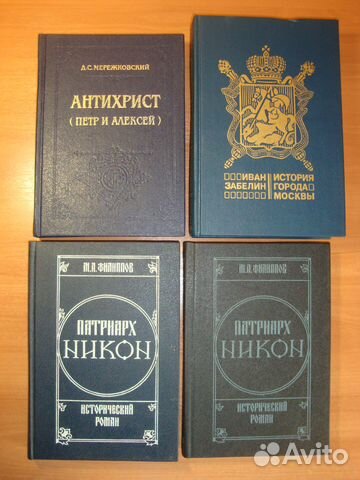 Д.С.МЕРЕЖКОВСКИЙ
АНТИХРИСТ
(ПЕТР И АЛЕКСЕЙ)
ИВАН
ЗАБЕЛИН
ИСТОРИЯ
ГОРОДА
МОСКВЫ
М.А.ФИЛИППОВ
ПАТРИАРХ
НИКОН
ИСТОРИЧЕСКИЙ
РОМАН
М.А.ФИЛИППОВ
ПАТРИАРХ
НИКОН
ИСТОРИЧЕСКИЙ
РОМАН
Avito